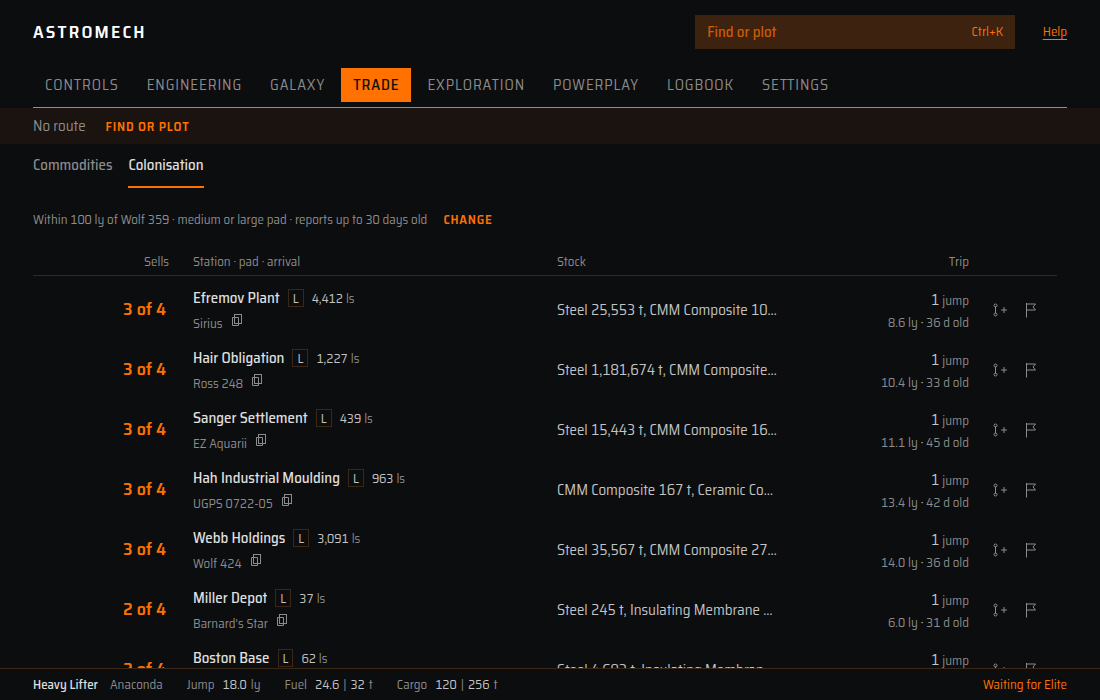 ASTROMECH
Find or plot Ctrl+K Help
CONTROLS ENGINEERING GALAXY TRADE EXPLORATION POWERPLAY LOGBOOK SETTINGS
No route FIND OR PLOT
Commodities Colonisation
Within 100 ly of Wolf 359 · medium or large pad · reports up to 30 days old CHANGE
Sells Station · pad · arrival Stock Trip
3 of 4 Efremov Plant L 4,412 ls Steel 25,553 t, CMM Composite 10... 1 jump
Sirius 8.6 ly · 36 d old
3 of 4 Hair Obligation L 1,227 ls Steel 1,181,674 t, CMM Composite... 1 jump
Ross 248 10.4 ly · 33 d old
3 of 4 Sanger Settlement L 439 ls Steel 15,443 t, CMM Composite 16... 1 jump
EZ Aquarii 11.1 ly · 45 d old
3 of 4 Hah Industrial Moulding L 963 ls CMM Composite 167 t, Ceramic Co... 1 jump
UGPS 0722-05 13.4 ly · 42 d old
3 of 4 Webb Holdings L 3,091 ls Steel 35,567 t, CMM Composite 27... 1 jump
Wolf 424 14.0 ly · 36 d old
2 of 4 Miller Depot L 37 ls Steel 245 t, Insulating Membrane ... 1 jump
Barnard's Star 6.0 ly · 31 d old
Boston Base L 62 ls 1 jump
Heavy Lifter Anaconda Jump 18.0 ly Fuel 24.6 | 32 t Cargo 120 | 256 t Waiting for Elite